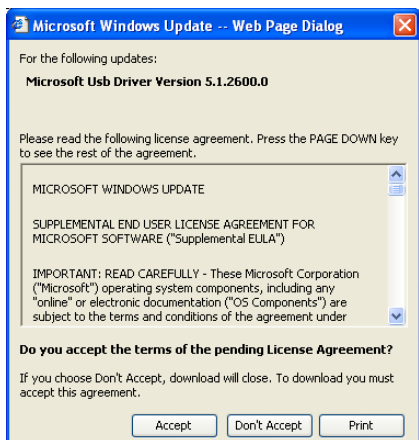 Microsoft Windows Update -- Web Page Dialog
For the following updates:
Microsoft Usb Driver Version 5.1.2600.0
Please read the following license agreement. Press the PAGE DOWN key
to see the rest of the agreement.
MICROSOFT WINDOWS UPDATE
SUPPLEMENTAL END USER LICENSE AGREEMENT FOR
MICROSOFT SOFTWARE ("Supplemental EULA")
IMPORTANT: READ CAREFULLY - These Microsoft Corporation
("Microsoft") operating system components, including any
"online" or electronic documentation ("OS Components") are
subject to the terms and conditions of the agreement under
Do you accept the terms of the pending License Agreement?
If you choose Don't Accept, download will close. To download you must
accept this agreement.
Accept Don't Accept Print